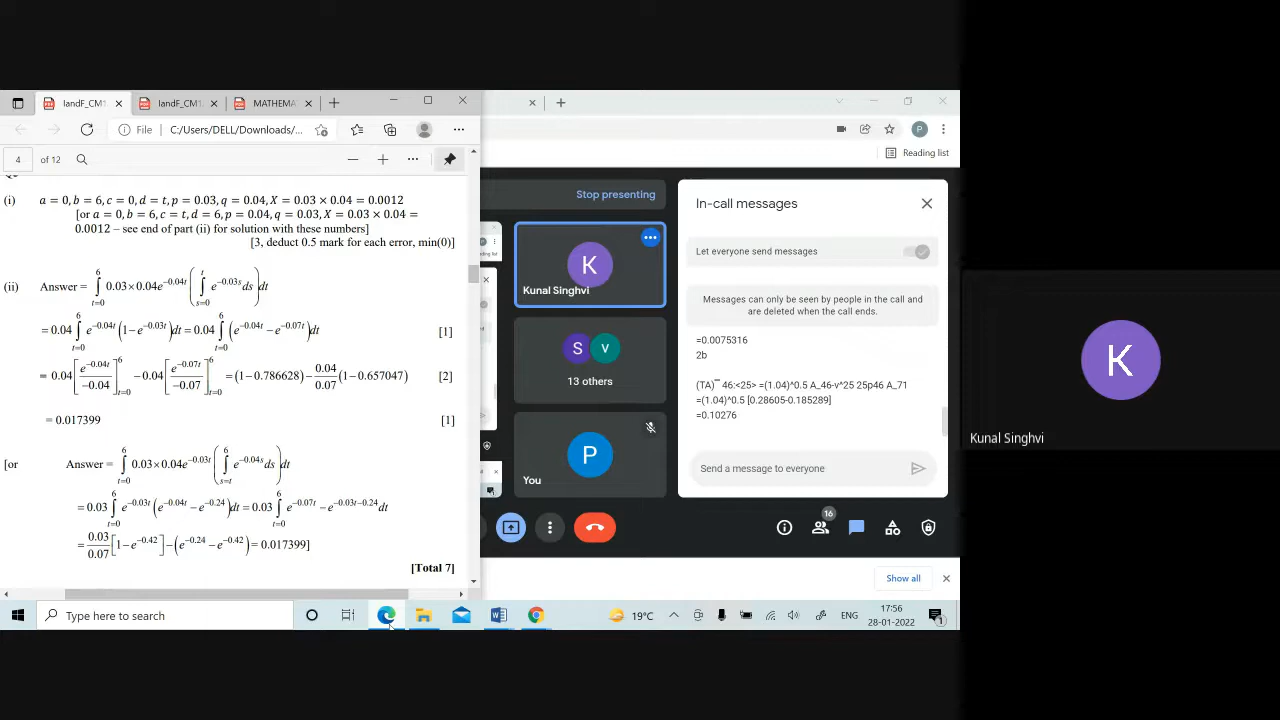 landF_CM1
landF_CM1
MATHEMA
File
C:/Users/DELL/Downloads/...
Reading list
4 of 12
(i) a = 0, b = 6, c = 0, d = t, p = 0.03, q = 0.04, X = 0.03 × 0.04 = 0.0012
[or a = 0, b = 6, c = t, d = 6, p = 0.04, q = 0.03, X = 0.03 × 0.04 =
0.0012 – see end of part (ii) for solution with these numbers]
[3, deduct 0.5 mark for each error, min(0)]
(ii) Answer = ∫_{t=0}^{6} 0.03×0.04e^{−0.04t} (∫_{s=0}^{t} e^{−0.03s} ds) dt
= 0.04 ∫_{t=0}^{6} e^{−0.04t} (1−e^{−0.03t}) dt = 0.04 ∫_{t=0}^{6} (e^{−0.04t} − e^{−0.07t}) dt [1]
= 0.04 [e^{−0.04t}/−0.04]_{t=0}^{6} − 0.04 [e^{−0.07t}/−0.07]_{t=0}^{6} = (1−0.786628) − 0.04/0.07 (1−0.657047) [2]
= 0.017399 [1]
[or Answer = ∫_{t=0}^{6} 0.03×0.04e^{−0.03t} (∫_{s=t}^{6} e^{−0.04s} ds) dt
= 0.03 ∫_{t=0}^{6} e^{−0.03t} (e^{−0.04t} − e^{−0.24}) dt = 0.03 ∫_{t=0}^{6} e^{−0.07t} − e^{−0.03t−0.24} dt
= 0.03/0.07 [1−e^{−0.42}] − (e^{−0.24} − e^{−0.42}) = 0.017399]
[Total 7]
Stop presenting
K
Kunal Singhvi
S V
13 others
P
You
In-call messages
Let everyone send messages
Messages can only be seen by people in the call and
are deleted when the call ends.
=0.0075316
2b
(TA)‾ 46:<25> =(1.04)^0.5 A_46-v^25 25p46 A_71
=(1.04)^0.5 [0.28605-0.185289]
=0.10276
Send a message to everyone
16
Show all
P
K
Kunal Singhvi
Type here to search
19°C
ENG
17:56
28-01-2022
1